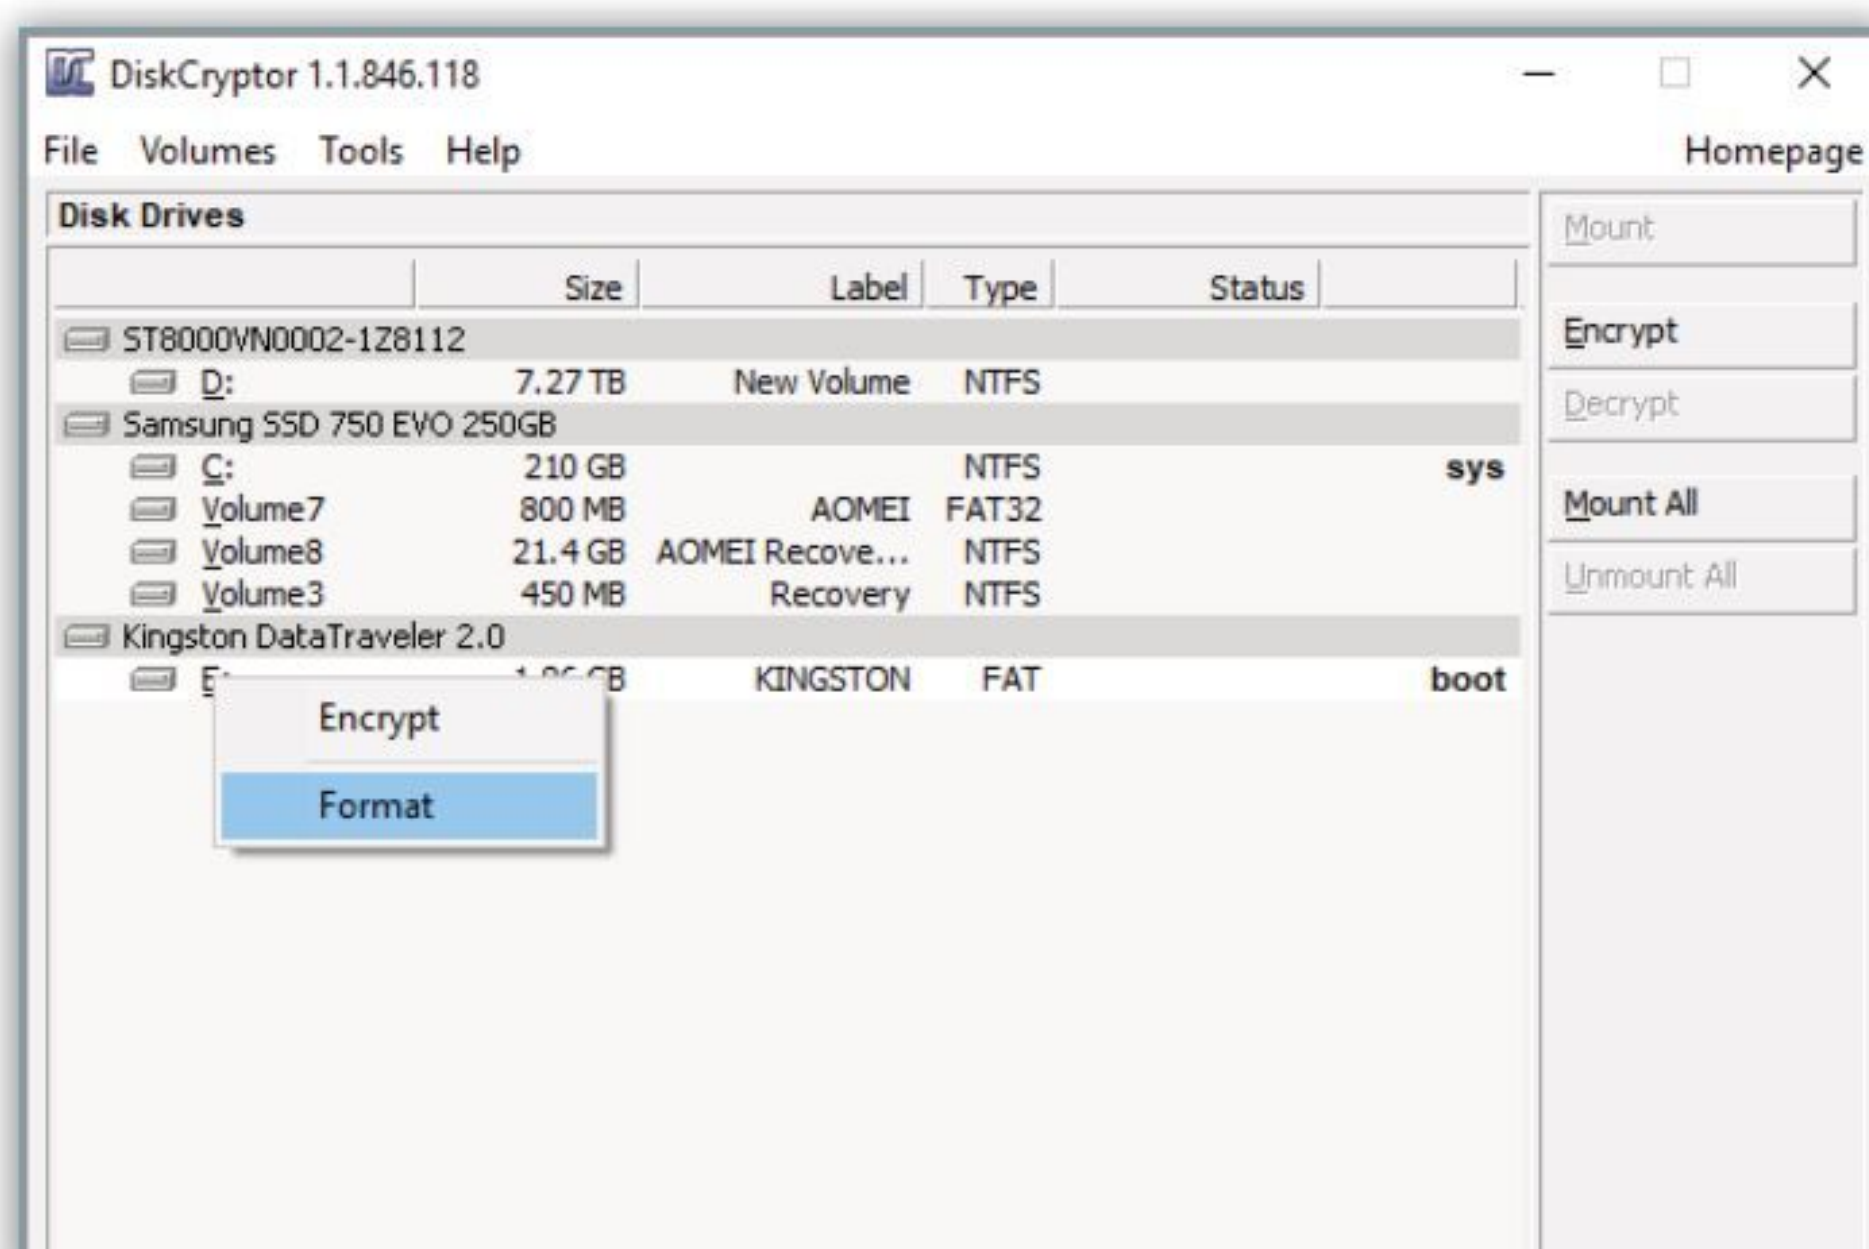 DiskCryptor 1.1.846.118
File Volumes Tools Help Homepage
Disk Drives
Size Label Type Status
ST8000VN0002-1Z8112
D: 7.27 TB New Volume NTFS
Samsung SSD 750 EVO 250GB
C: 210 GB NTFS sys
Volume7 800 MB AOMEI FAT32
Volume8 21.4 GB AOMEI Recove... NTFS
Volume3 450 MB Recovery NTFS
Kingston DataTraveler 2.0
KINGSTON FAT boot
Encrypt
Format
Mount
Encrypt
Decrypt
Mount All
Unmount All